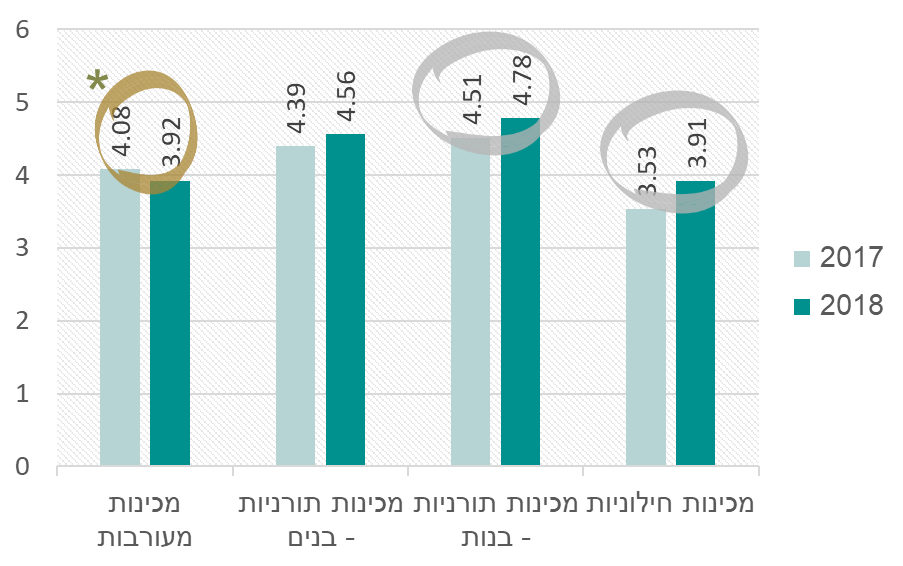 6
5
4
3
2
1
0
*
4.08
3.92
4.39
4.56
4.51
4.78
3.53
3.91
2017
2018
מכינות
מעורבות
מכינות תורניות
- בנים
מכינות תורניות
- בנות
מכינות חילוניות